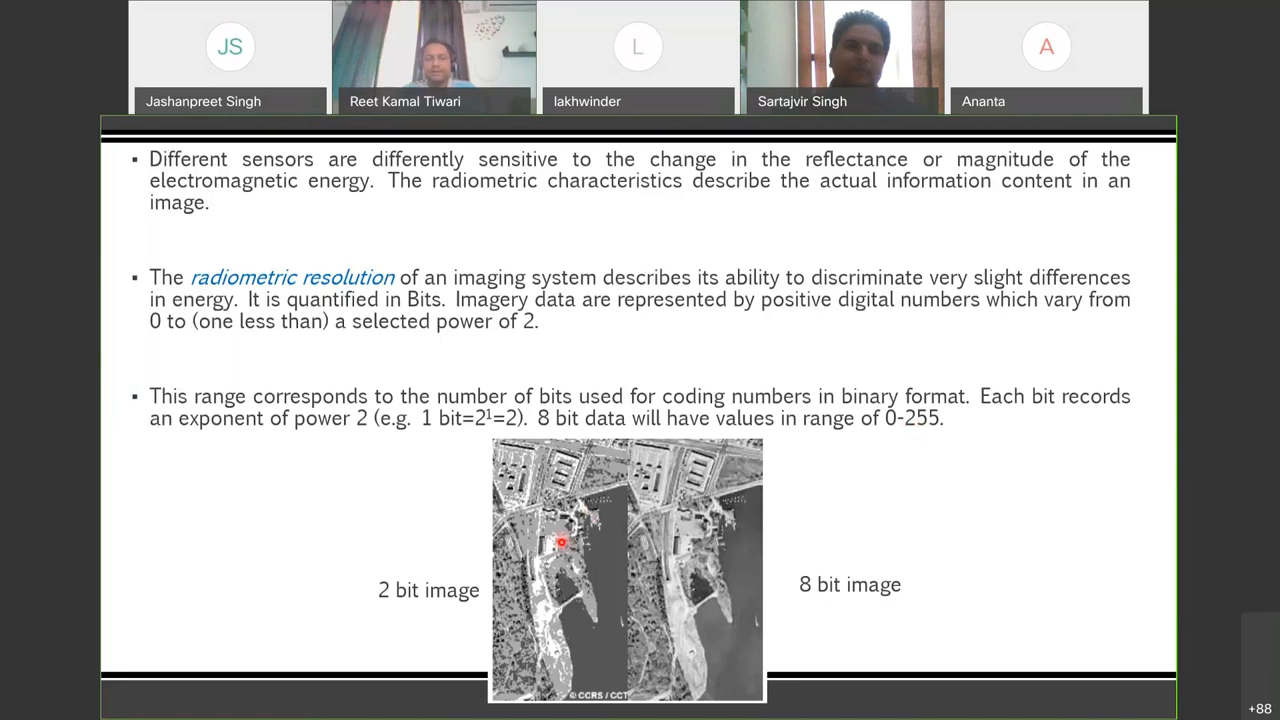 JS
L
A
Jashanpreet Singh
Reet Kamal Tiwari
lakhwinder
Sartajvir Singh
Ananta
▪ Different sensors are differently sensitive to the change in the reflectance or magnitude of the
electromagnetic energy. The radiometric characteristics describe the actual information content in an
image.
▪ The radiometric resolution of an imaging system describes its ability to discriminate very slight differences
in energy. It is quantified in Bits. Imagery data are represented by positive digital numbers which vary from
0 to (one less than) a selected power of 2.
▪ This range corresponds to the number of bits used for coding numbers in binary format. Each bit records
an exponent of power 2 (e.g. 1 bit=2¹=2). 8 bit data will have values in range of 0-255.
2 bit image
8 bit image
© CCRS / CCT
+88